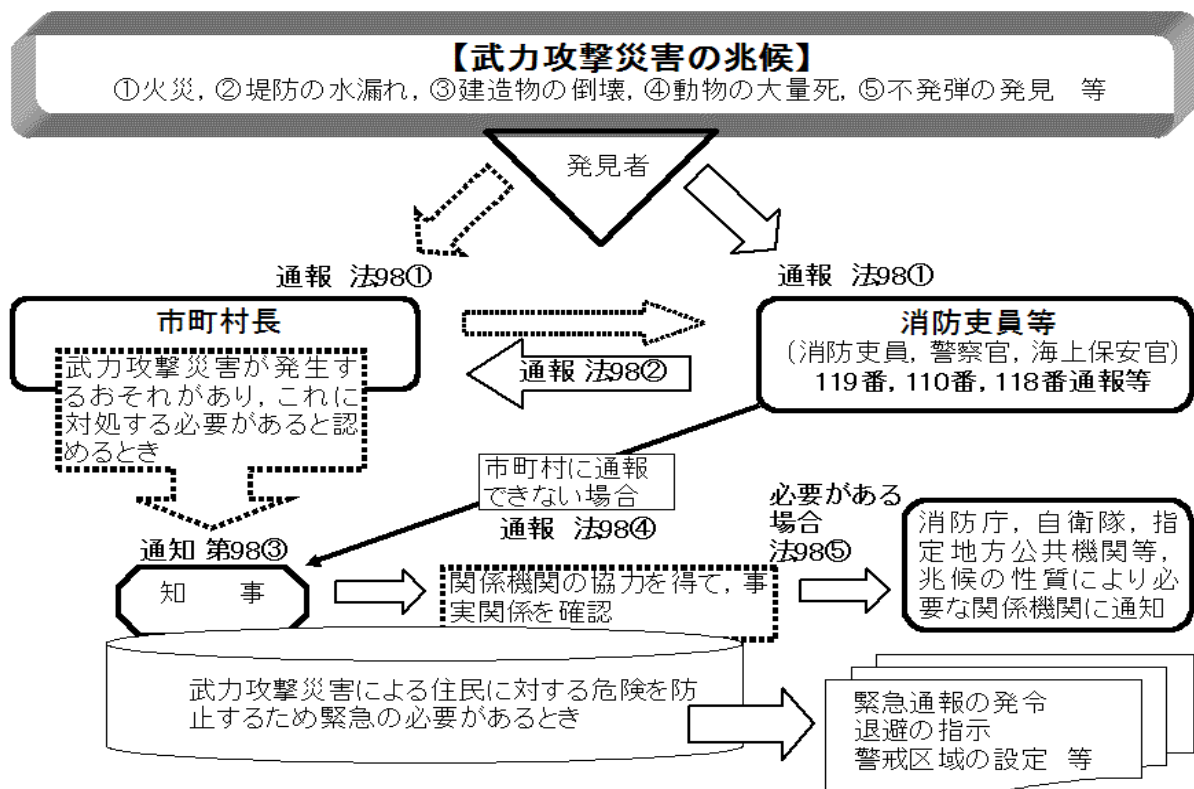 【武力攻撃災害の兆候】
①火災，②堤防の水漏れ，③建造物の倒壊，④動物の大量死，⑤不発弾の発見　等
発見者
通報 法98①
通報 法98①
市町村長
武力攻撃災害が発生す
るおそれがあり，これに
対処する必要があると認
めるとき
通報 法98②
消防吏員等
（消防吏員，警察官，海上保安官）
119番，110番，118番通報等
市町村に通報
できない場合
通報 法98④
通知 第98③
知　事
関係機関の協力を得て，事
実関係を確認
必要がある
場合
法98⑤
消防庁，自衛隊，指
定地方公共機関等，
兆候の性質により必
要な関係機関に通知
武力攻撃災害による住民に対する危険を防
止するため緊急の必要があるとき
緊急通報の発令
退避の指示
警戒区域の設定　等